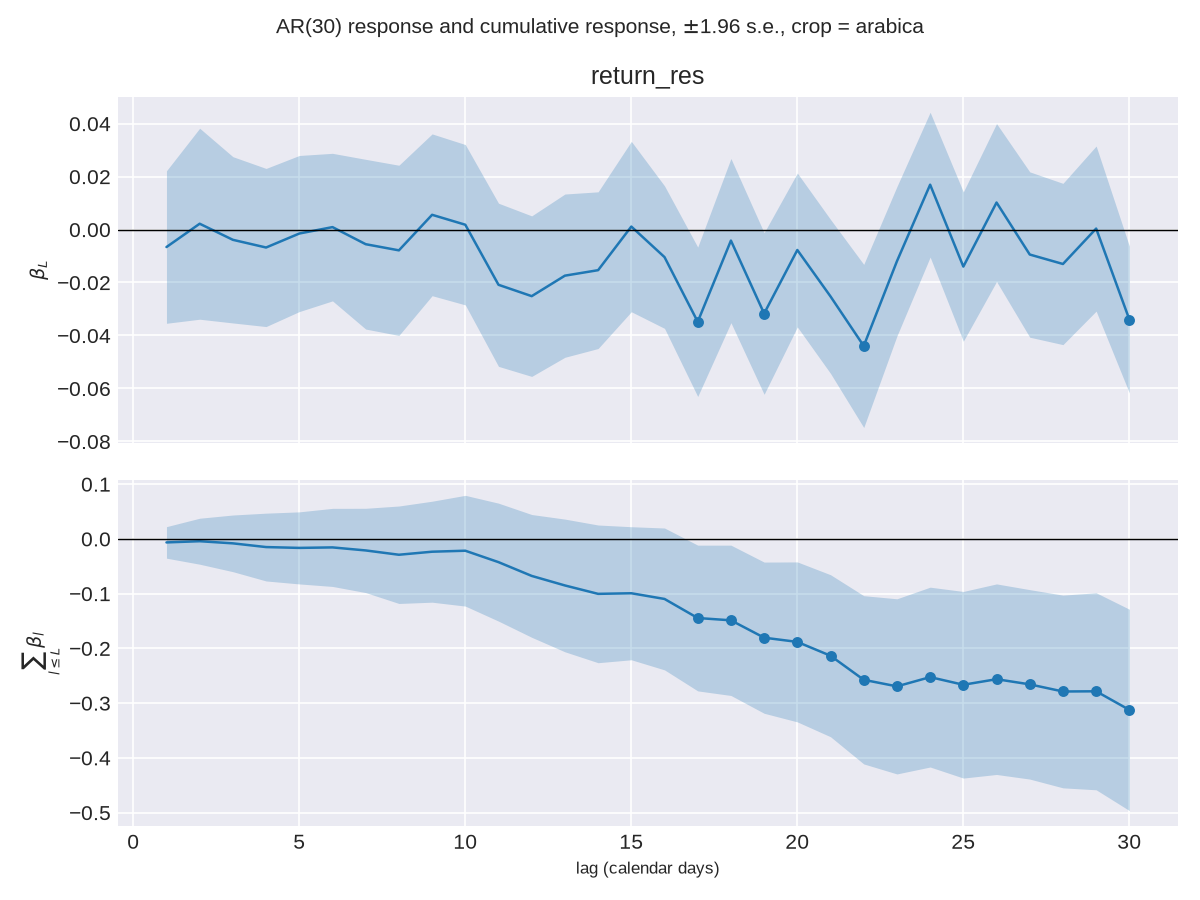 AR(30) response and cumulative response, ±1.96 s.e., crop = arabica
return_res
0.04
0.02
0.00
−0.02
−0.04
−0.06
−0.08
β_L
0.1
0.0
−0.1
−0.2
−0.3
−0.4
−0.5
∑_{l≤L} β_l
0 5 10 15 20 25 30
lag (calendar days)